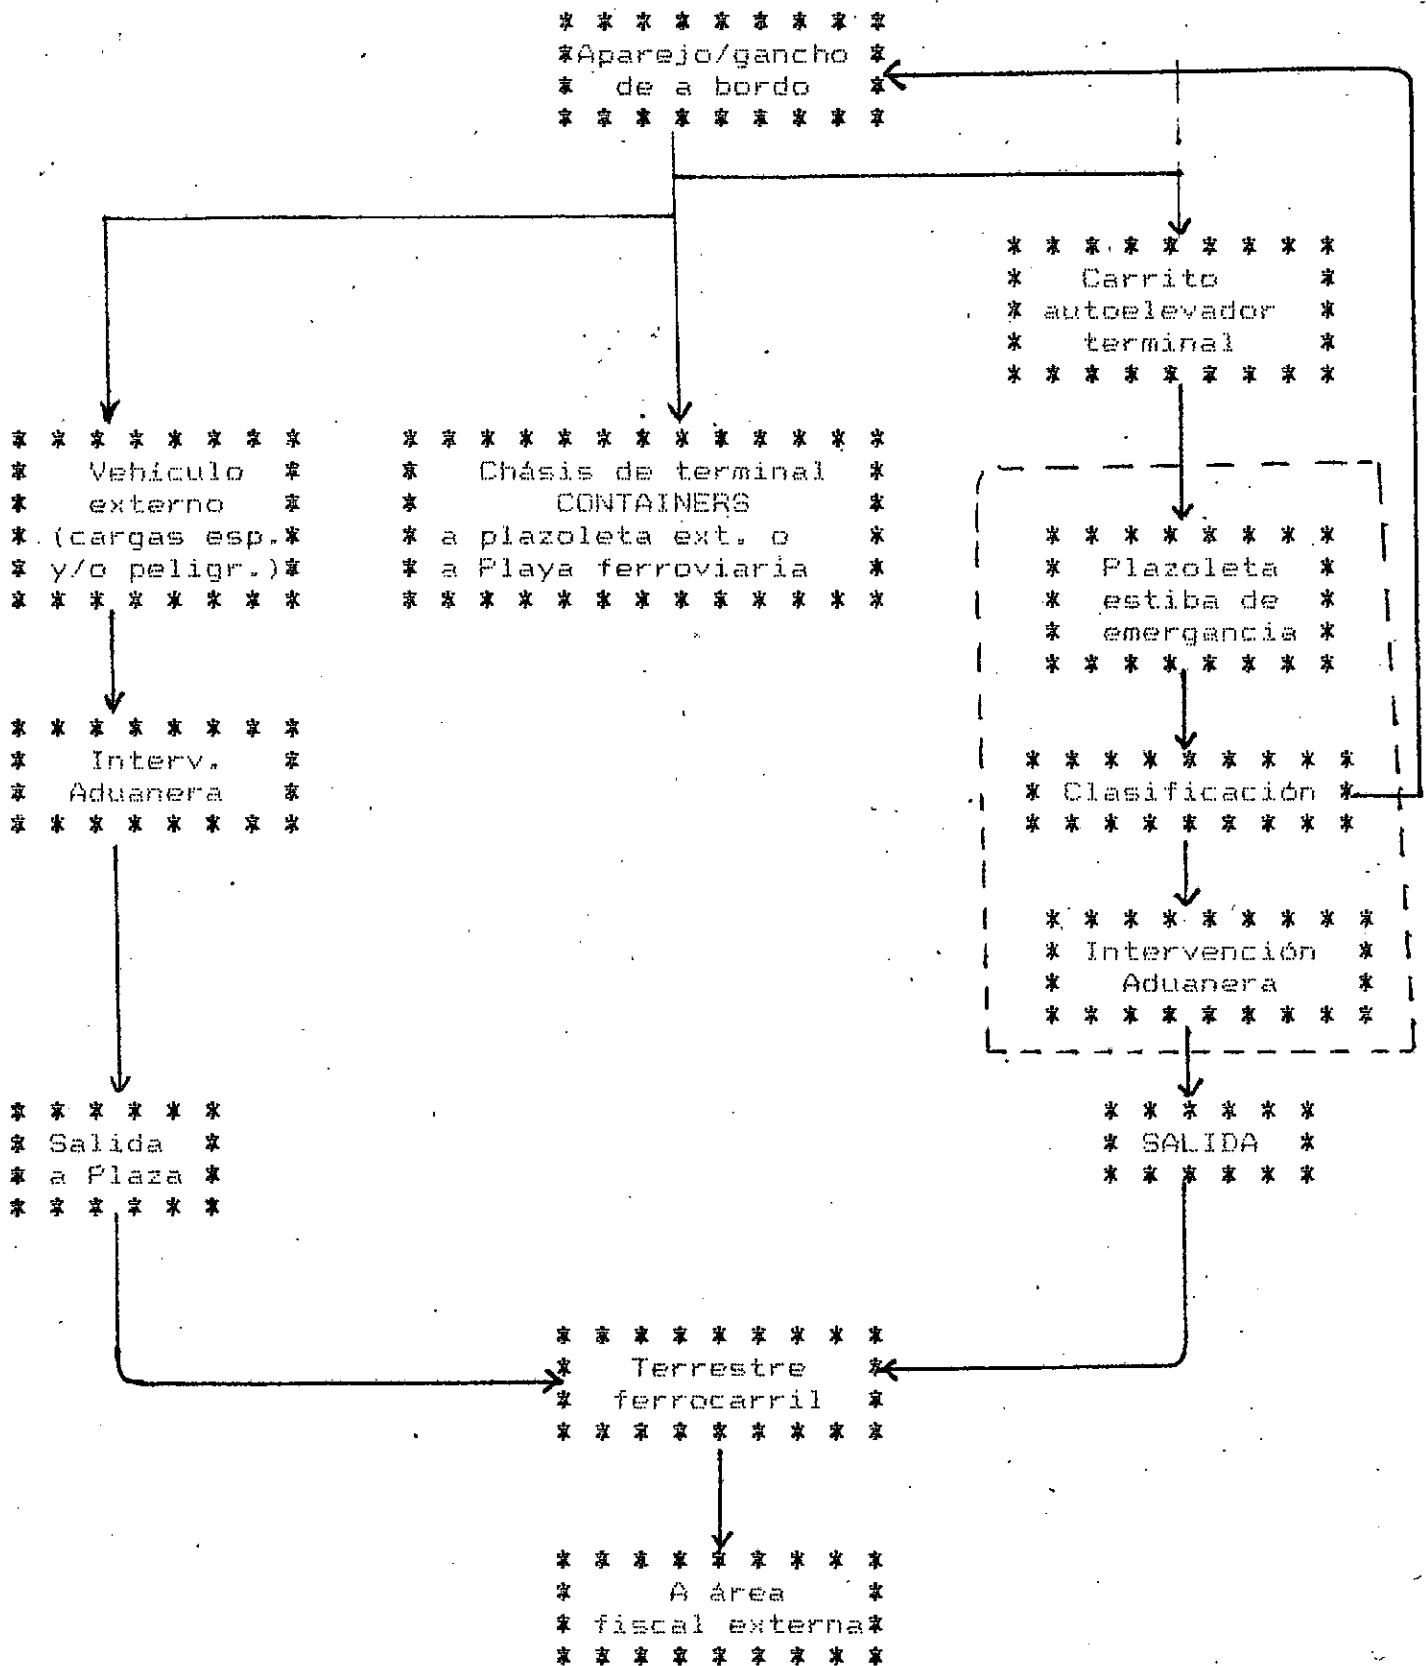 Aparejo/gancho
de a bordo
Carrito
autoelevador
terminal
Vehículo
externo
(cargas esp.
y/o peligr.)
Chásis de terminal
CONTAINERS
a plazoleta ext. o
a Playa ferroviaria
Plazoleta
estiba de
emergancia
Interv.
Aduanera
Clasificación
Intervención
Aduanera
Salida
a Plaza
SALIDA
Terrestre
ferrocarril
A área
fiscal externa